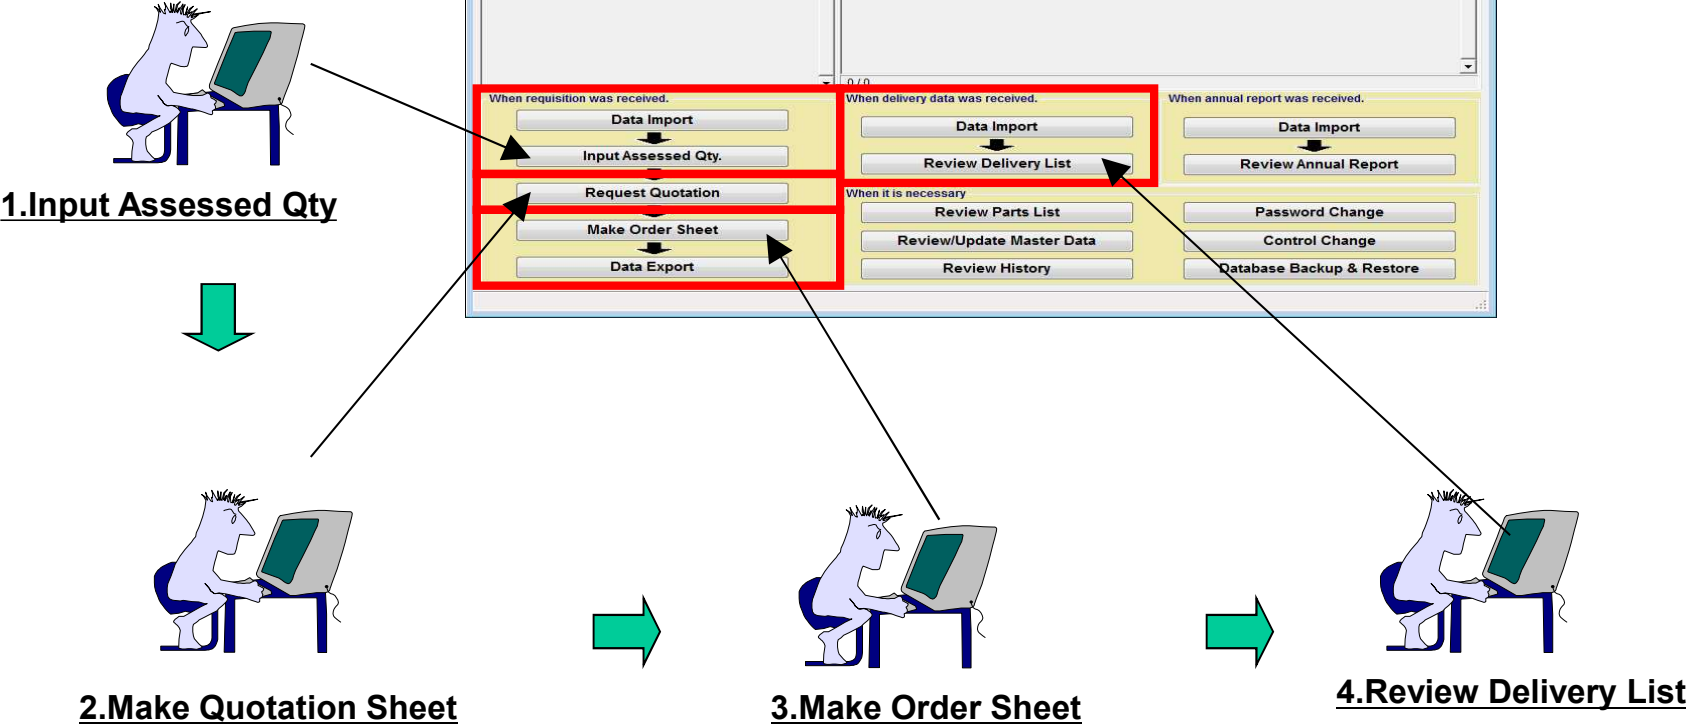 0 / 0
When requisition was received.
Data Import
Input Assessed Qty.
Request Quotation
Make Order Sheet
Data Export
When delivery data was received.
Data Import
Review Delivery List
When annual report was received.
Data Import
Review Annual Report
When it is necessary
Review Parts List
Password Change
Review/Update Master Data
Control Change
Review History
Database Backup & Restore
1.Input Assessed Qty
2.Make Quotation Sheet
3.Make Order Sheet
4.Review Delivery List